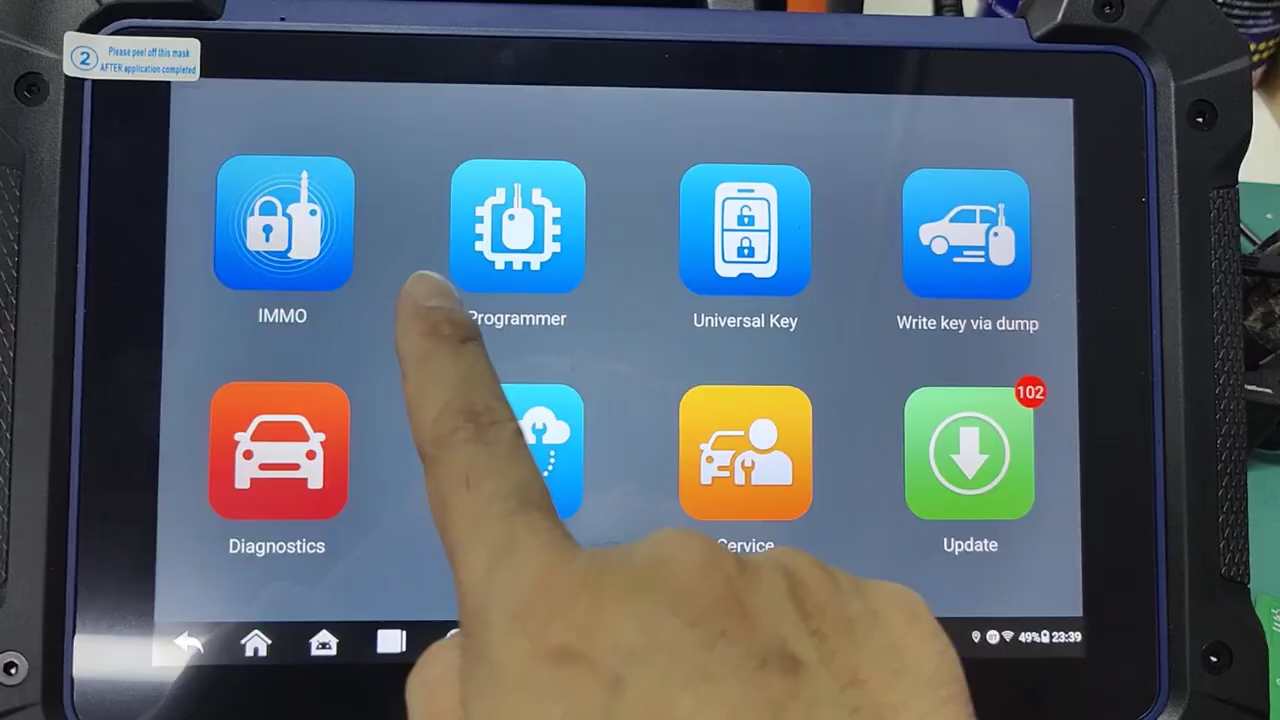 2
Please peel off this mask
AFTER application completed
IMMO
Programmer
Universal Key
Write key via dump
102
Diagnostics
Service
Update
49%
23:39